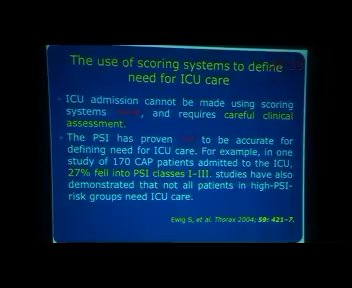 The use of scoring systems to define
need for ICU care
ICU admission cannot be made using scoring
systems , and requires careful clinical
assessment.
The PSI has proven to be accurate for
defining need for ICU care. For example, in one
study of 170 CAP patients admitted to the ICU,
27% fell into PSI classes I–III. studies have also
demonstrated that not all patients in high-PSI-
risk groups need ICU care.
Ewig S, et al. Thorax 2004; 59: 421–7.